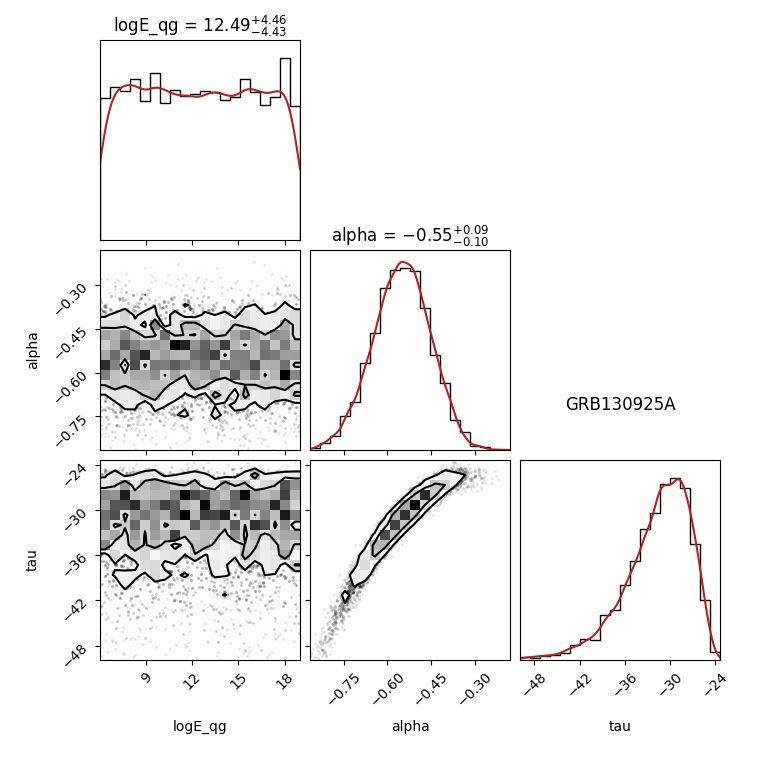 logE_qg = 12.49+4.46−4.43
alpha = −0.55+0.09−0.10
−0.30
−0.45
alpha
−0.60
−0.75
GRB130925A
−24
−30
tau
−36
−42
−48
9 12 15 18
−0.75 −0.60 −0.45 −0.30
−48 −42 −36 −30 −24
logE_qg alpha tau